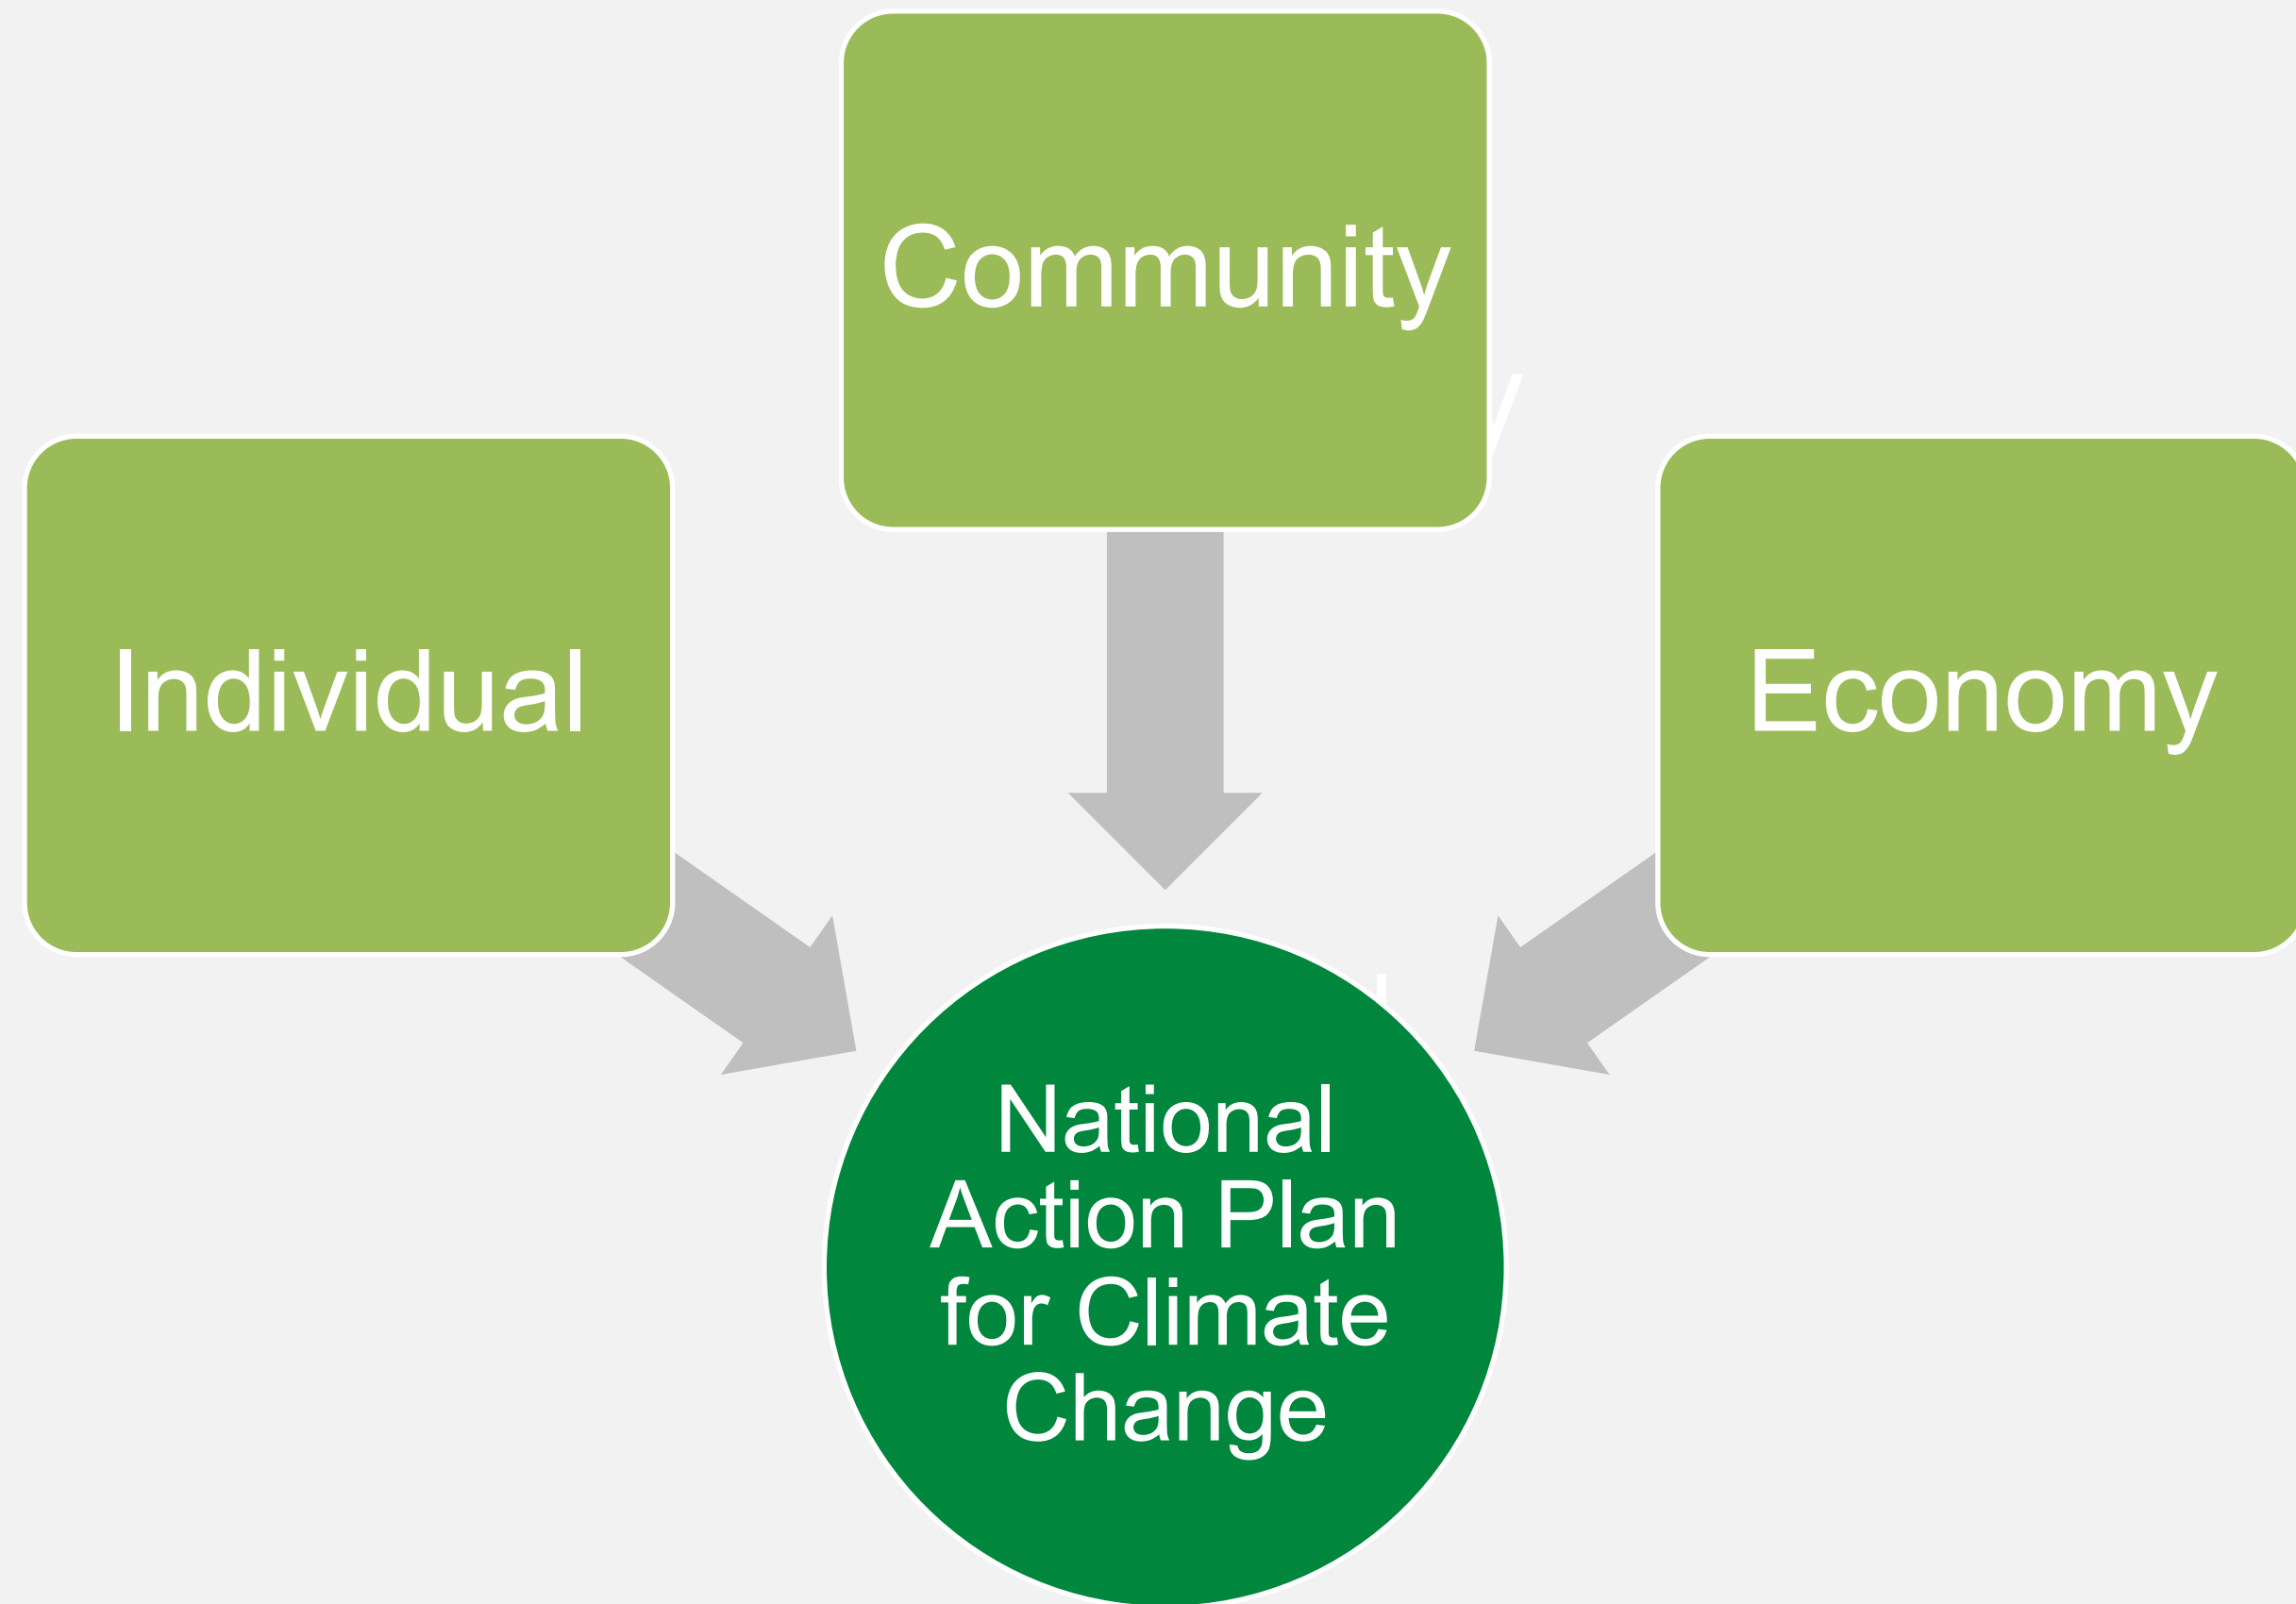 Community
Individual
Economy
National
Action Plan
for Climate
Change